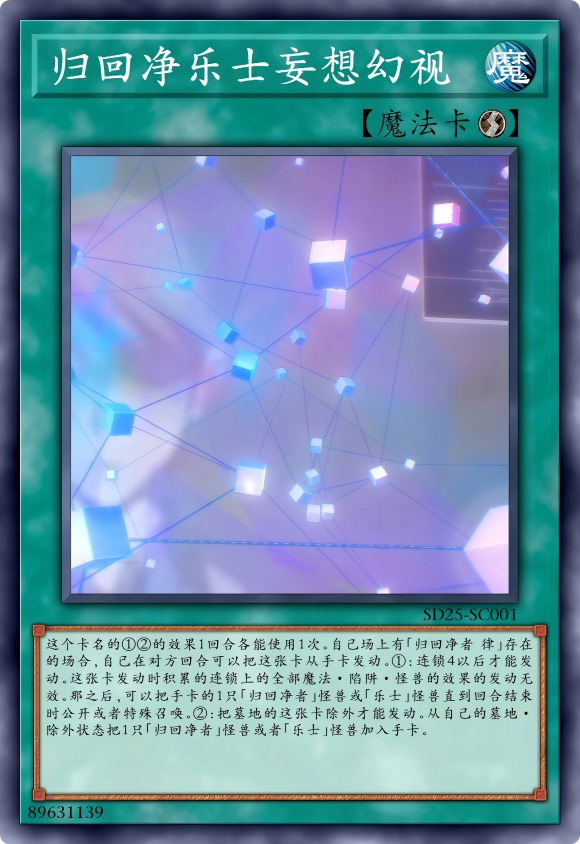 归回净乐士妄想幻视
魔
【魔法卡】
SD25-SC001
这个卡名的①②的效果1回合各能使用1次。自己场上有「归回净者 律」存在
的场合，自己在对方回合可以把这张卡从手卡发动。①：连锁4以后才能发
动。这张卡发动时积累的连锁上的全部魔法・陷阱・怪兽的效果的发动无
效。那之后，可以把手卡的1只「归回净者」怪兽或「乐士」怪兽直到回合结束
时公开或者特殊召唤。②：把墓地的这张卡除外才能发动。从自己的墓地・
除外状态把1只「归回净者」怪兽或者「乐士」怪兽加入手卡。
89631139